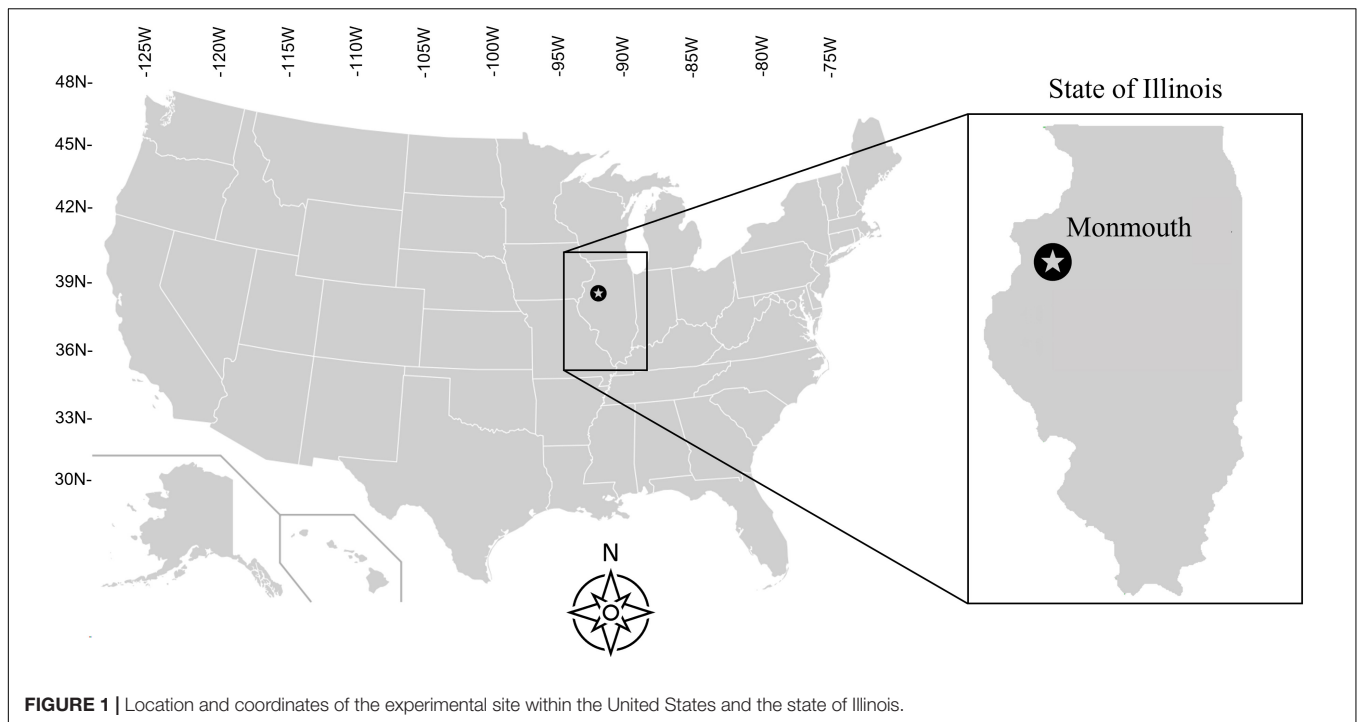 -125W -120W -115W -110W -105W -100W -95W -90W -85W -80W -75W
48N-
45N-
42N-
39N-
36N-
33N-
30N-
State of Illinois
Monmouth
N
FIGURE 1 | Location and coordinates of the experimental site within the United States and the state of Illinois.